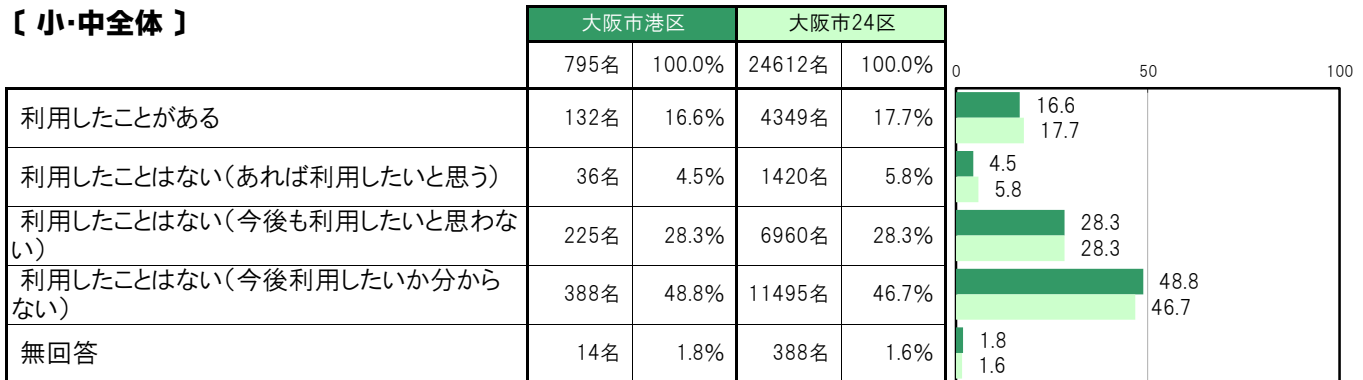 〔 小・中全体 〕
大阪市港区 大阪市24区
795名 100.0% 24612名 100.0%
0 50 100
利用したことがある 132名 16.6% 4349名 17.7%
16.6
17.7
利用したことはない（あれば利用したいと思う） 36名 4.5% 1420名 5.8%
4.5
5.8
利用したことはない（今後も利用したいと思わな
い） 225名 28.3% 6960名 28.3%
28.3
28.3
利用したことはない（今後利用したいか分から
ない） 388名 48.8% 11495名 46.7%
48.8
46.7
無回答 14名 1.8% 388名 1.6%
1.8
1.6